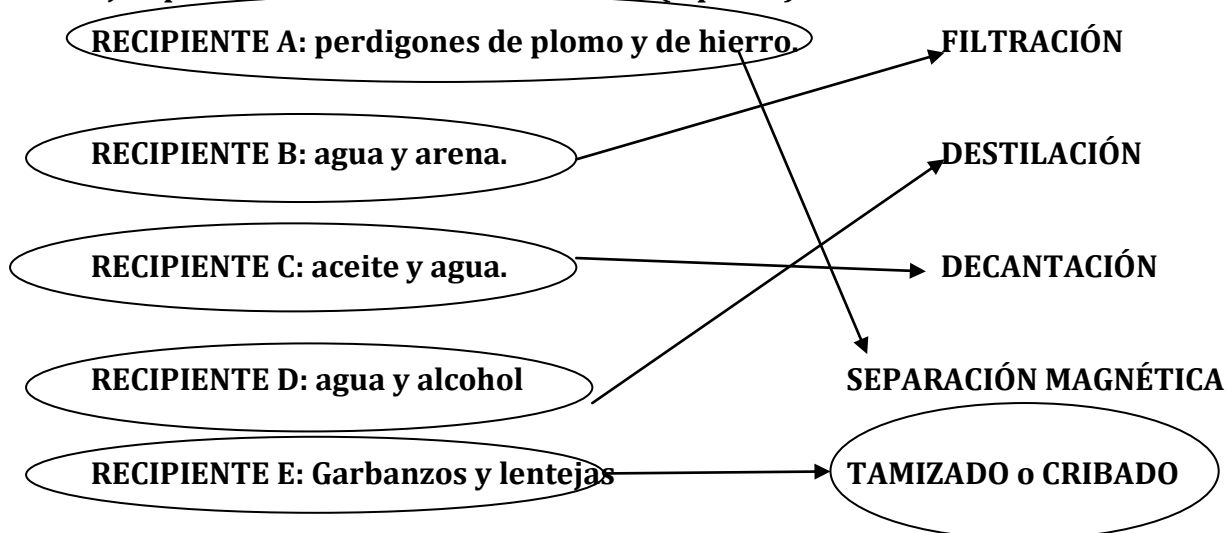 RECIPIENTE A: perdigones de plomo y de hierro. FILTRACIÓN
RECIPIENTE B: agua y arena. DESTILACIÓN
RECIPIENTE C: aceite y agua. DECANTACIÓN
RECIPIENTE D: agua y alcohol SEPARACIÓN MAGNÉTICA
RECIPIENTE E: Garbanzos y lentejas TAMIZADO o CRIBADO